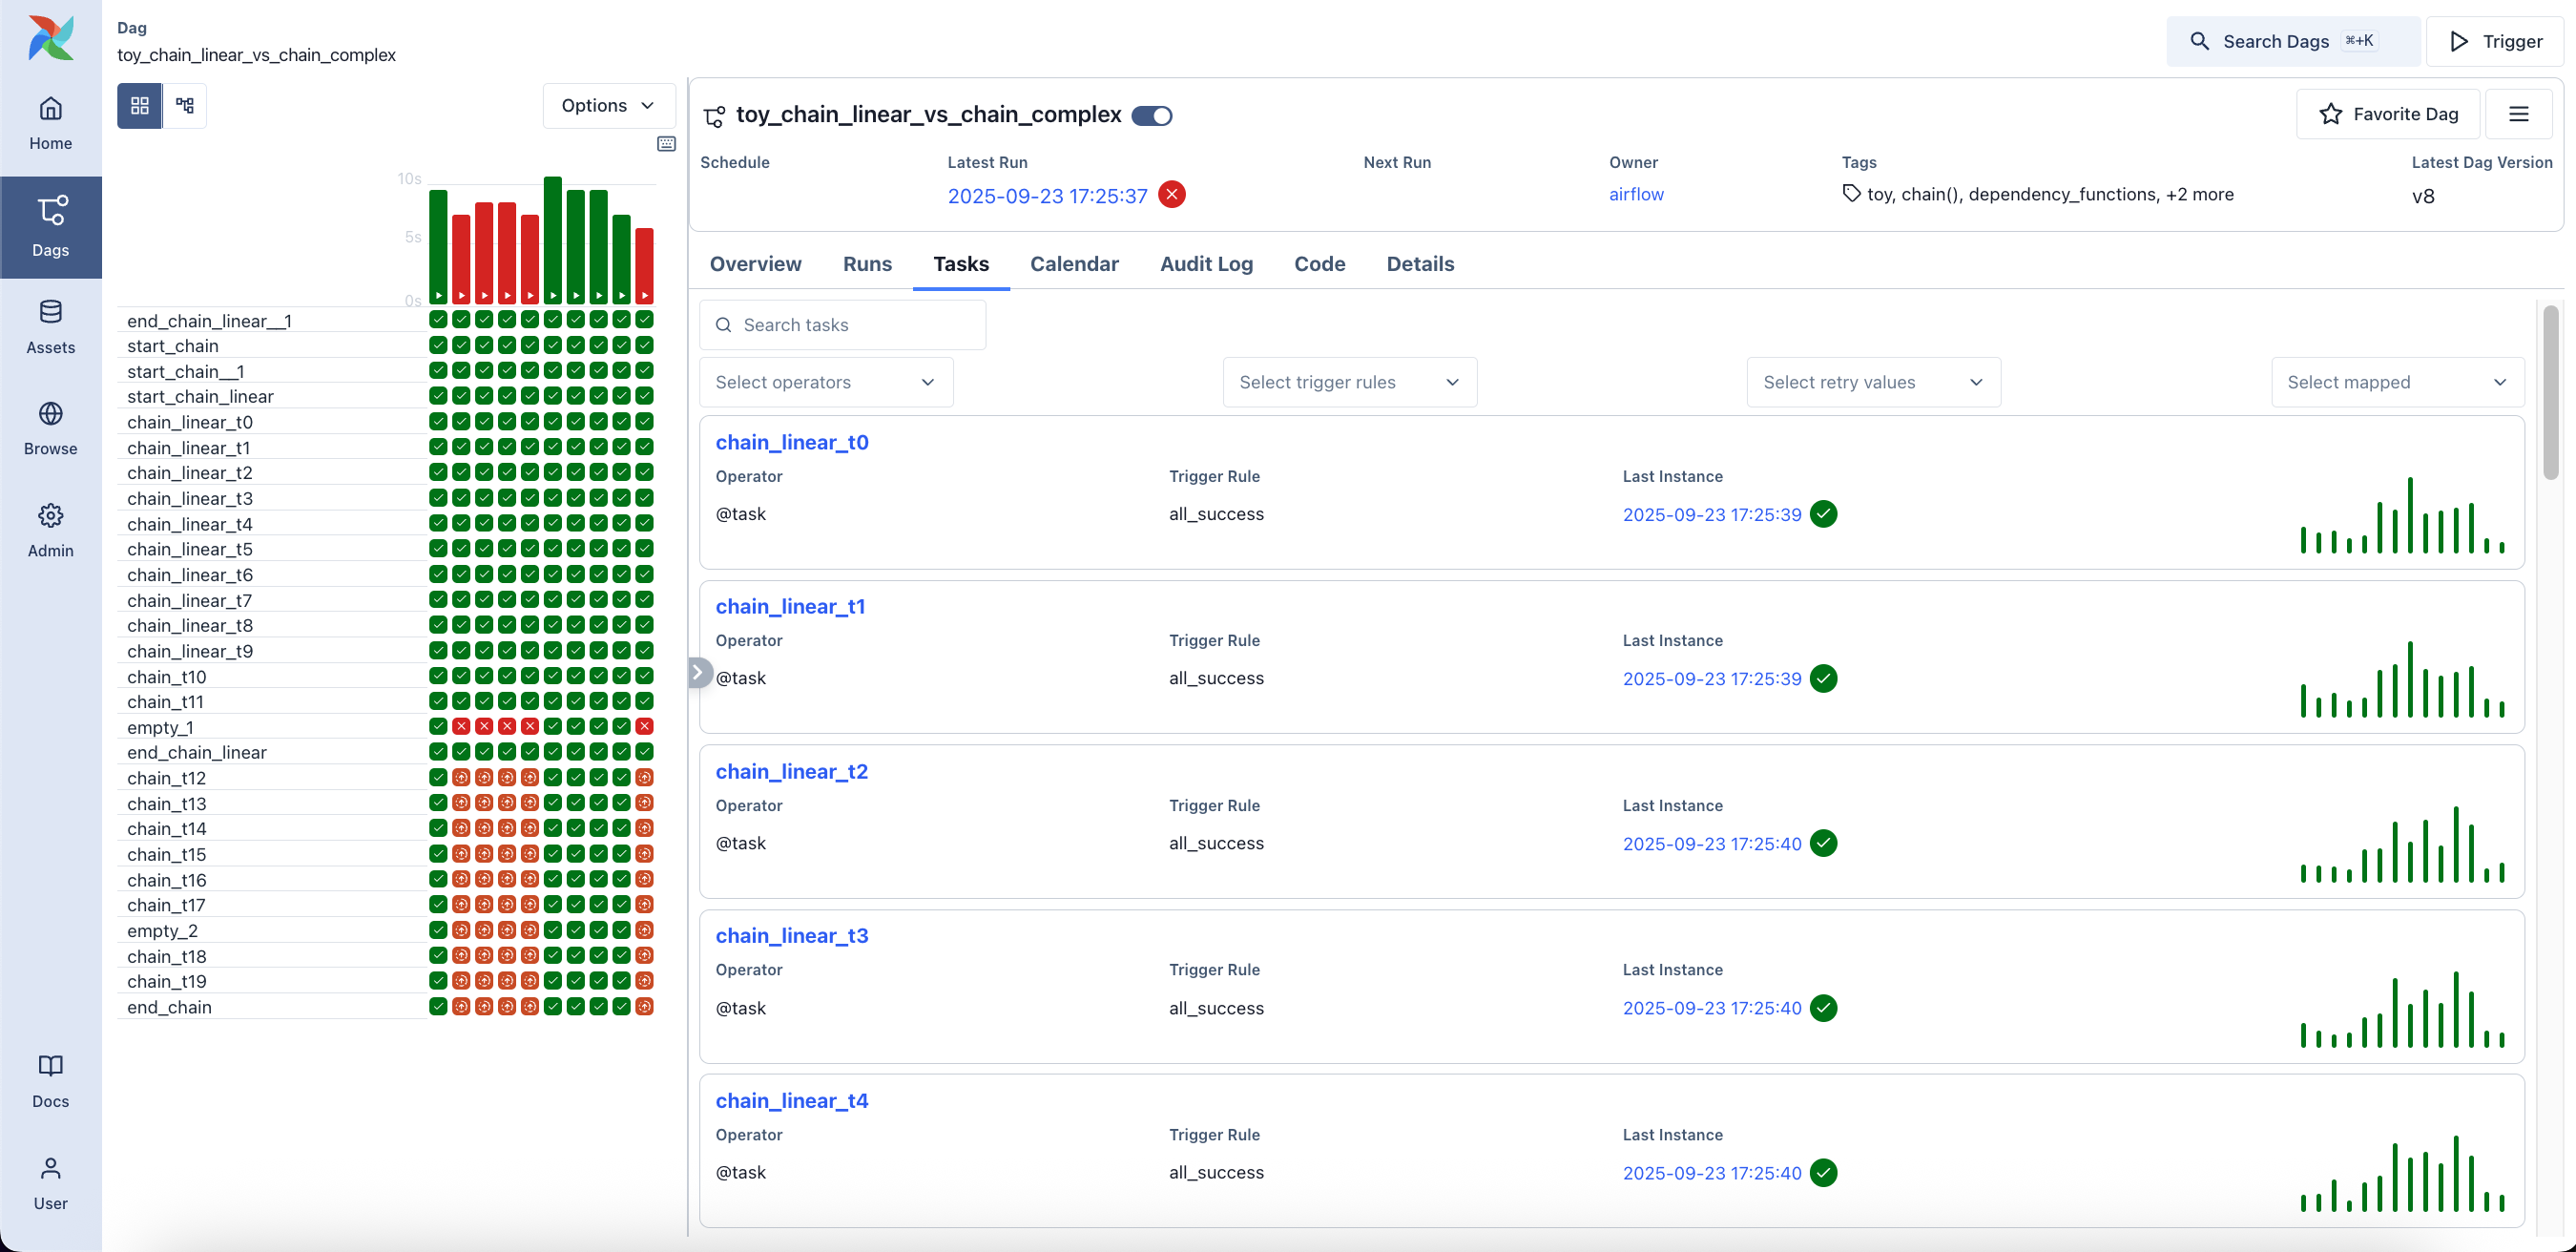 Dag
toy_chain_linear_vs_chain_complex
Search Dags ⌘+K
Trigger
Home
Dags
Assets
Browse
Admin
Docs
User
Options
10s
5s
0s
end_chain_linear__1
start_chain
start_chain__1
start_chain_linear
chain_linear_t0
chain_linear_t1
chain_linear_t2
chain_linear_t3
chain_linear_t4
chain_linear_t5
chain_linear_t6
chain_linear_t7
chain_linear_t8
chain_linear_t9
chain_t10
chain_t11
empty_1
end_chain_linear
chain_t12
chain_t13
chain_t14
chain_t15
chain_t16
chain_t17
empty_2
chain_t18
chain_t19
end_chain
toy_chain_linear_vs_chain_complex
Favorite Dag
Schedule Latest Run Next Run Owner Tags Latest Dag Version
2025-09-23 17:25:37 airflow toy, chain(), dependency_functions, +2 more v8
Overview Runs Tasks Calendar Audit Log Code Details
Search tasks
Select operators Select trigger rules Select retry values Select mapped
chain_linear_t0
Operator Trigger Rule Last Instance
@task all_success 2025-09-23 17:25:39
chain_linear_t1
Operator Trigger Rule Last Instance
@task all_success 2025-09-23 17:25:39
chain_linear_t2
Operator Trigger Rule Last Instance
@task all_success 2025-09-23 17:25:40
chain_linear_t3
Operator Trigger Rule Last Instance
@task all_success 2025-09-23 17:25:40
chain_linear_t4
Operator Trigger Rule Last Instance
@task all_success 2025-09-23 17:25:40